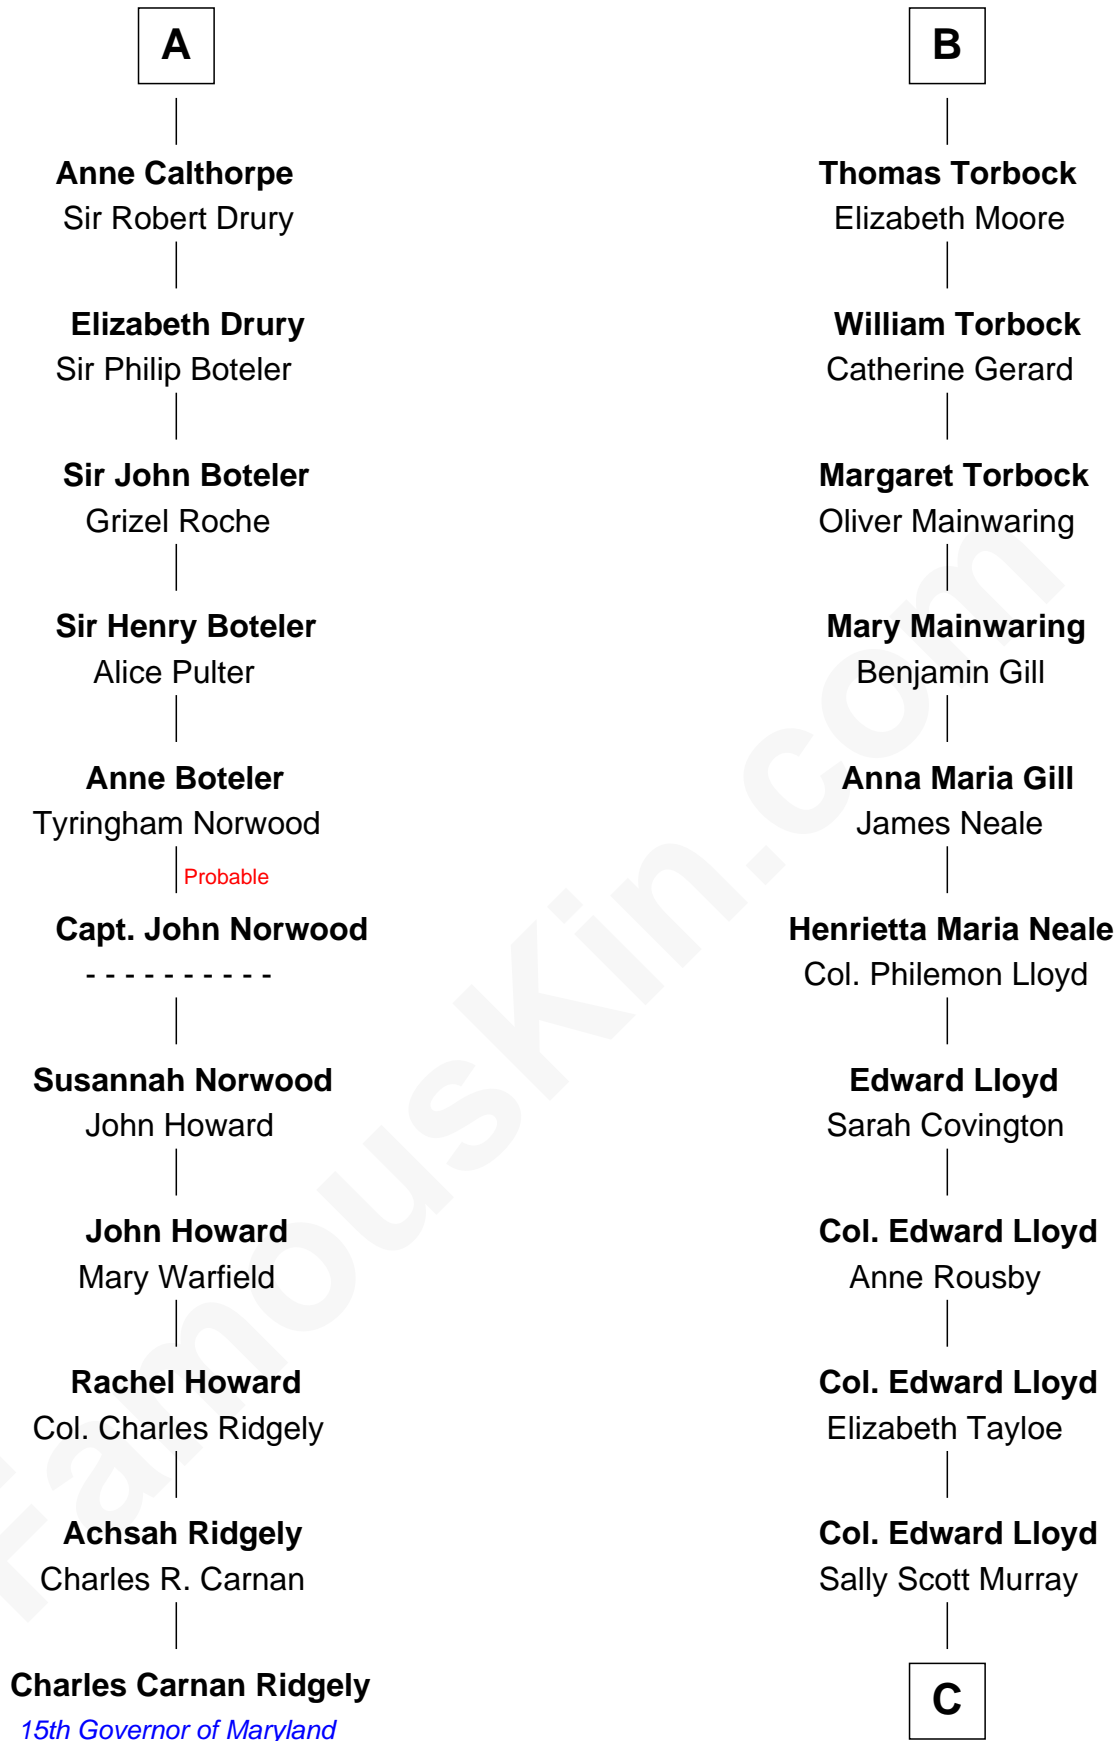 A
Anne Calthorpe
Sir Robert Drury
Elizabeth Drury
Sir Philip Boteler
Sir John Boteler
Grizel Roche
Sir Henry Boteler
Alice Pulter
Anne Boteler
Tyringham Norwood
Probable
Capt. John Norwood
- - - - - - - - - -
Susannah Norwood
John Howard
John Howard
Mary Warfield
Rachel Howard
Col. Charles Ridgely
Achsah Ridgely
Charles R. Carnan
Charles Carnan Ridgely
15th Governor of Maryland
B
Thomas Torbock
Elizabeth Moore
William Torbock
Catherine Gerard
Margaret Torbock
Oliver Mainwaring
Mary Mainwaring
Benjamin Gill
Anna Maria Gill
James Neale
Henrietta Maria Neale
Col. Philemon Lloyd
Edward Lloyd
Sarah Covington
Col. Edward Lloyd
Anne Rousby
Col. Edward Lloyd
Elizabeth Tayloe
Col. Edward Lloyd
Sally Scott Murray
C
FamousKin.com